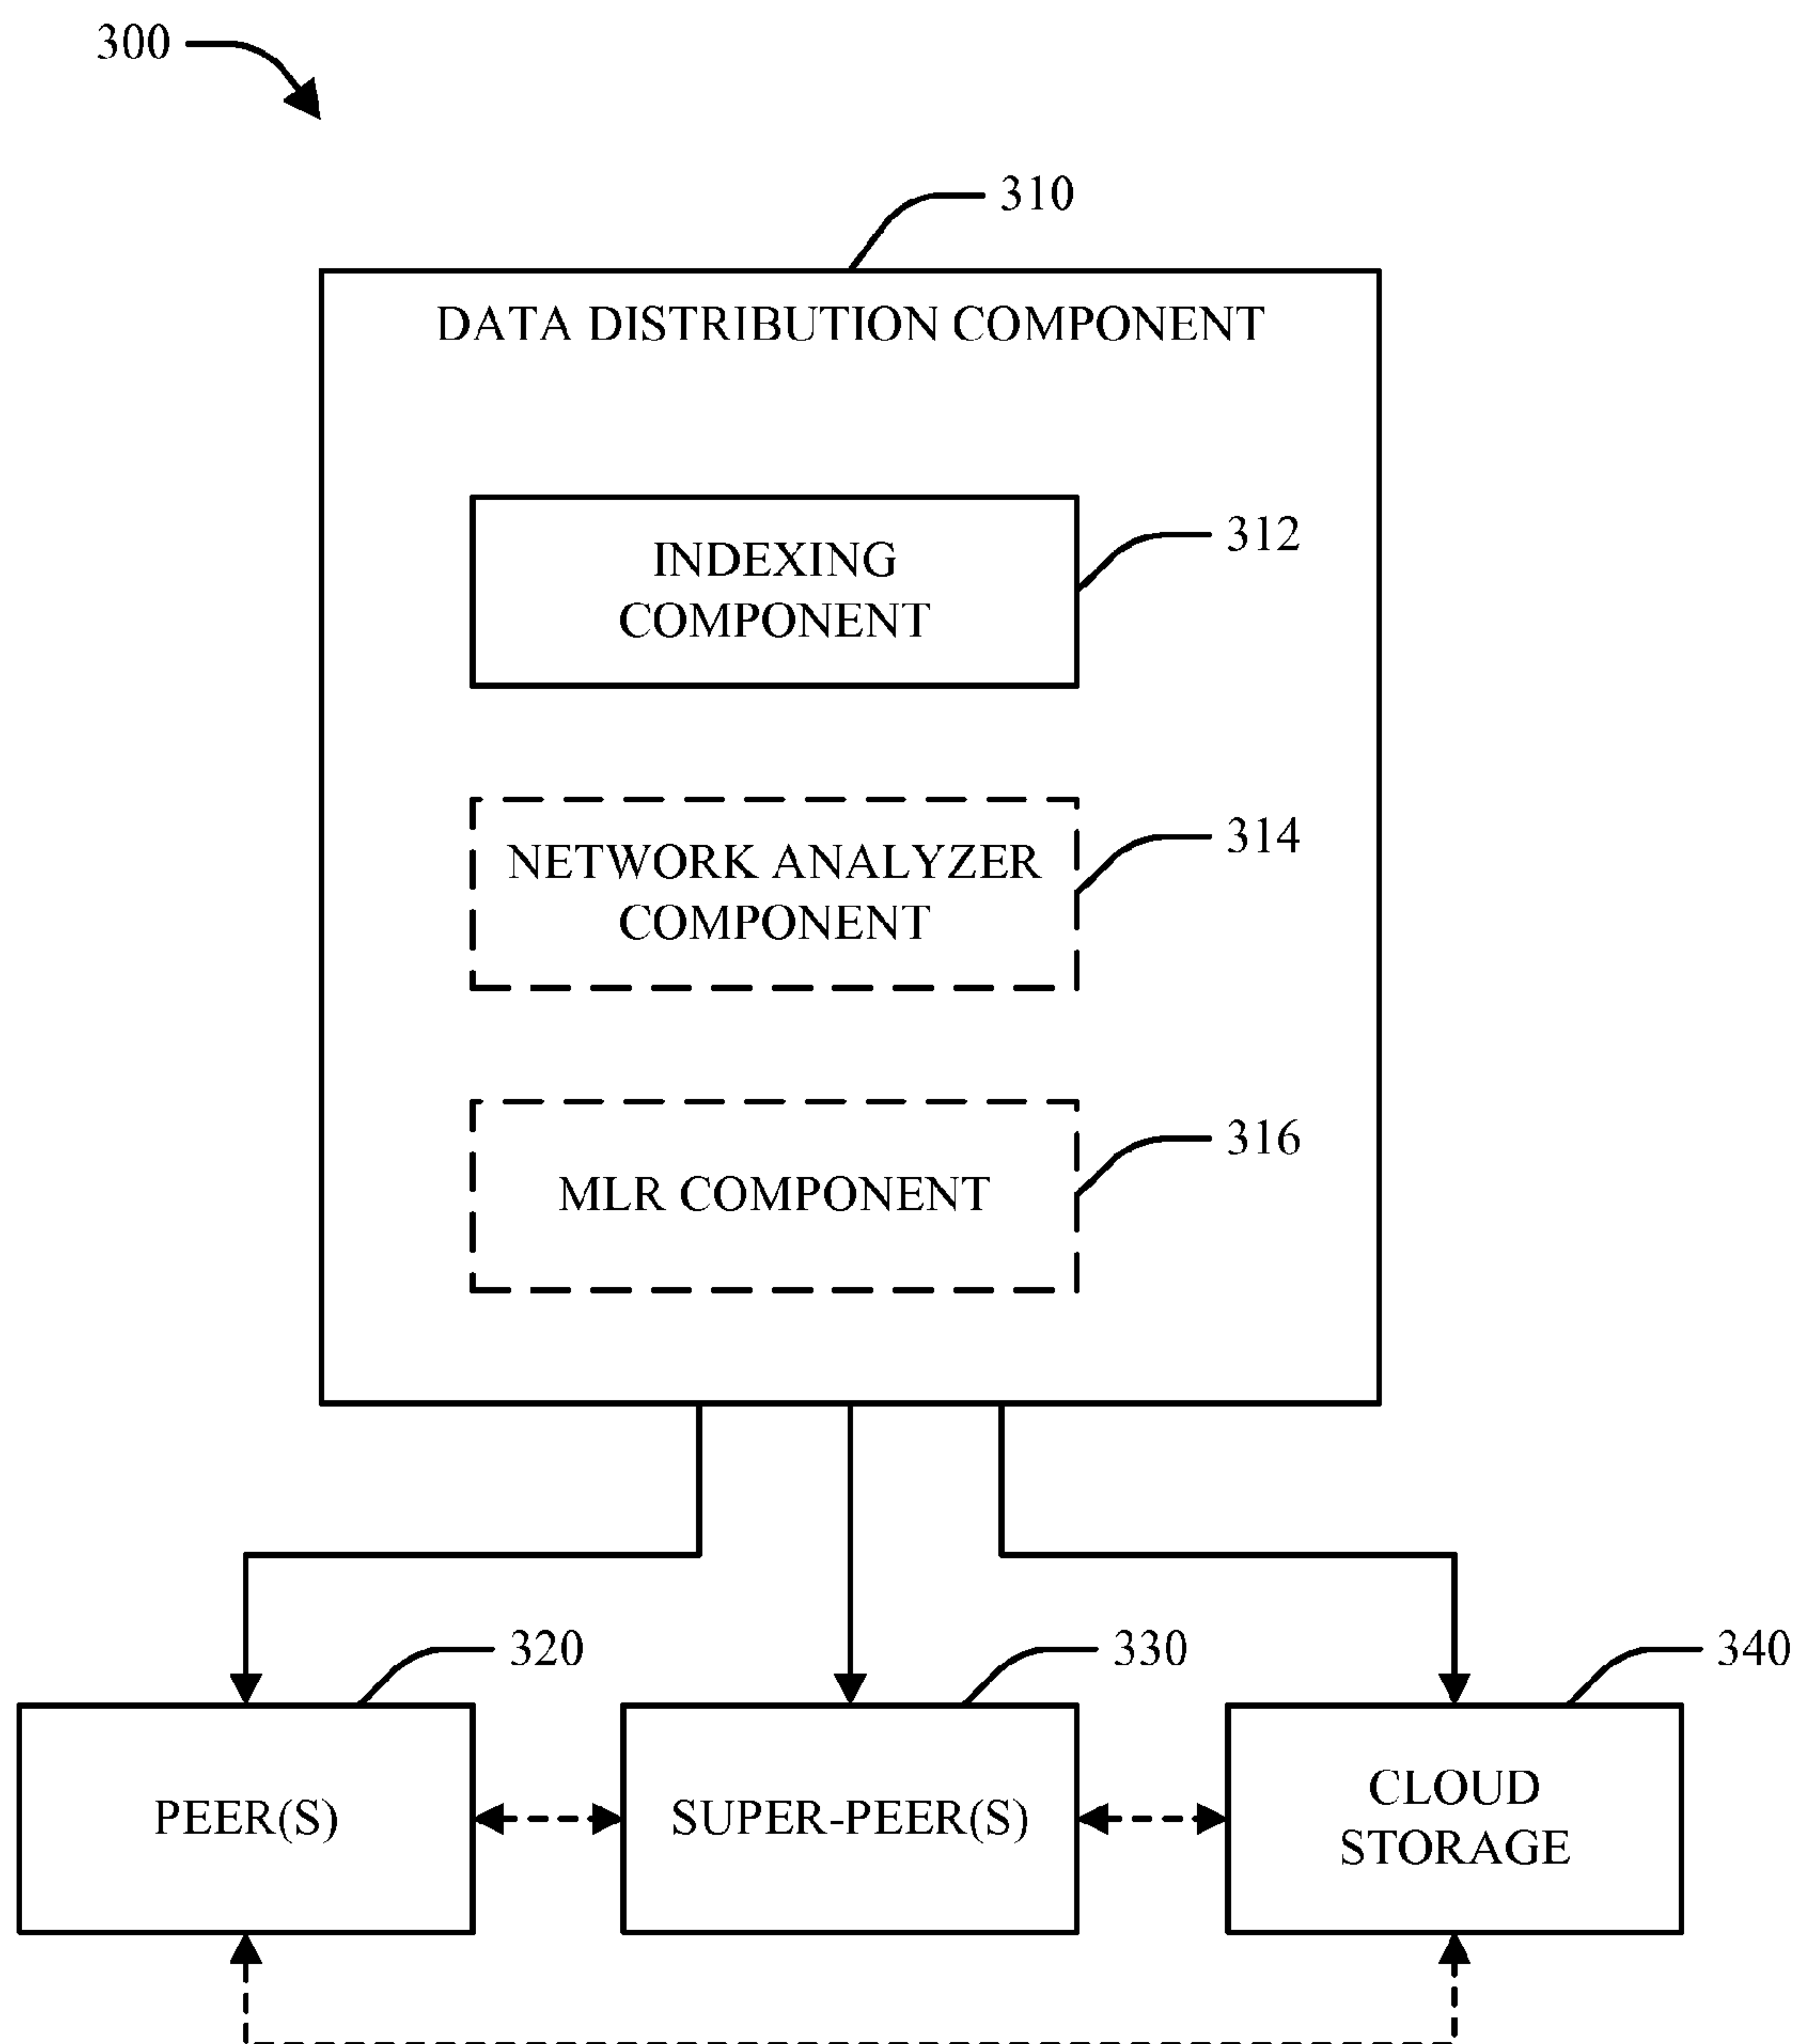 300
310
DATA DISTRIBUTION COMPONENT
312
INDEXING
COMPONENT
314
NETWORK ANALYZER
COMPONENT
316
MLR COMPONENT
320
330
340
PEER(S)
SUPER-PEER(S)
CLOUD
STORAGE